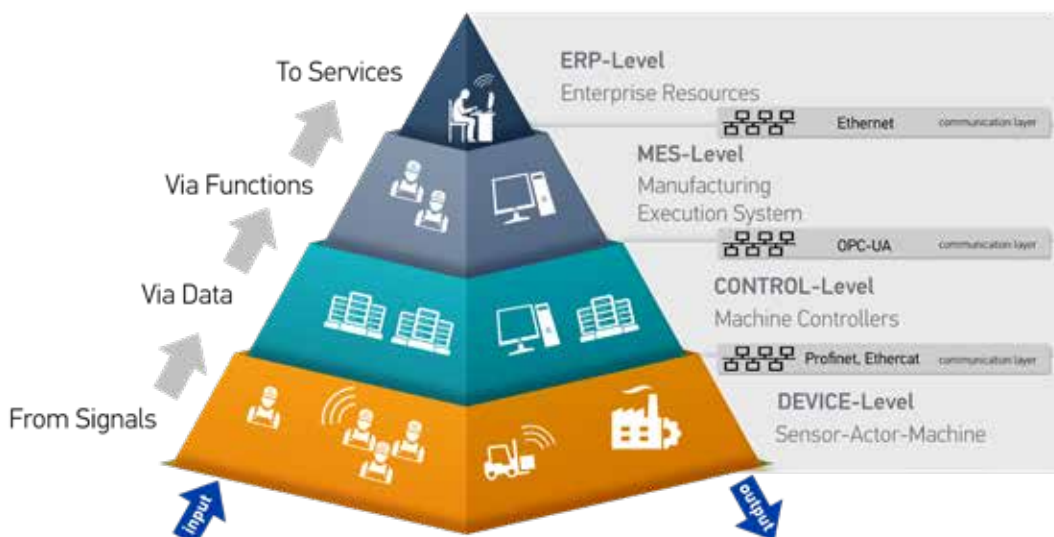 To Services
Via Functions
Via Data
From Signals
input
output
ERP-Level
Enterprise Resources
Ethernet communication layer
MES-Level
Manufacturing
Execution System
OPC-UA communication layer
CONTROL-Level
Machine Controllers
Profinet, Ethercat communication layer
DEVICE-Level
Sensor-Actor-Machine